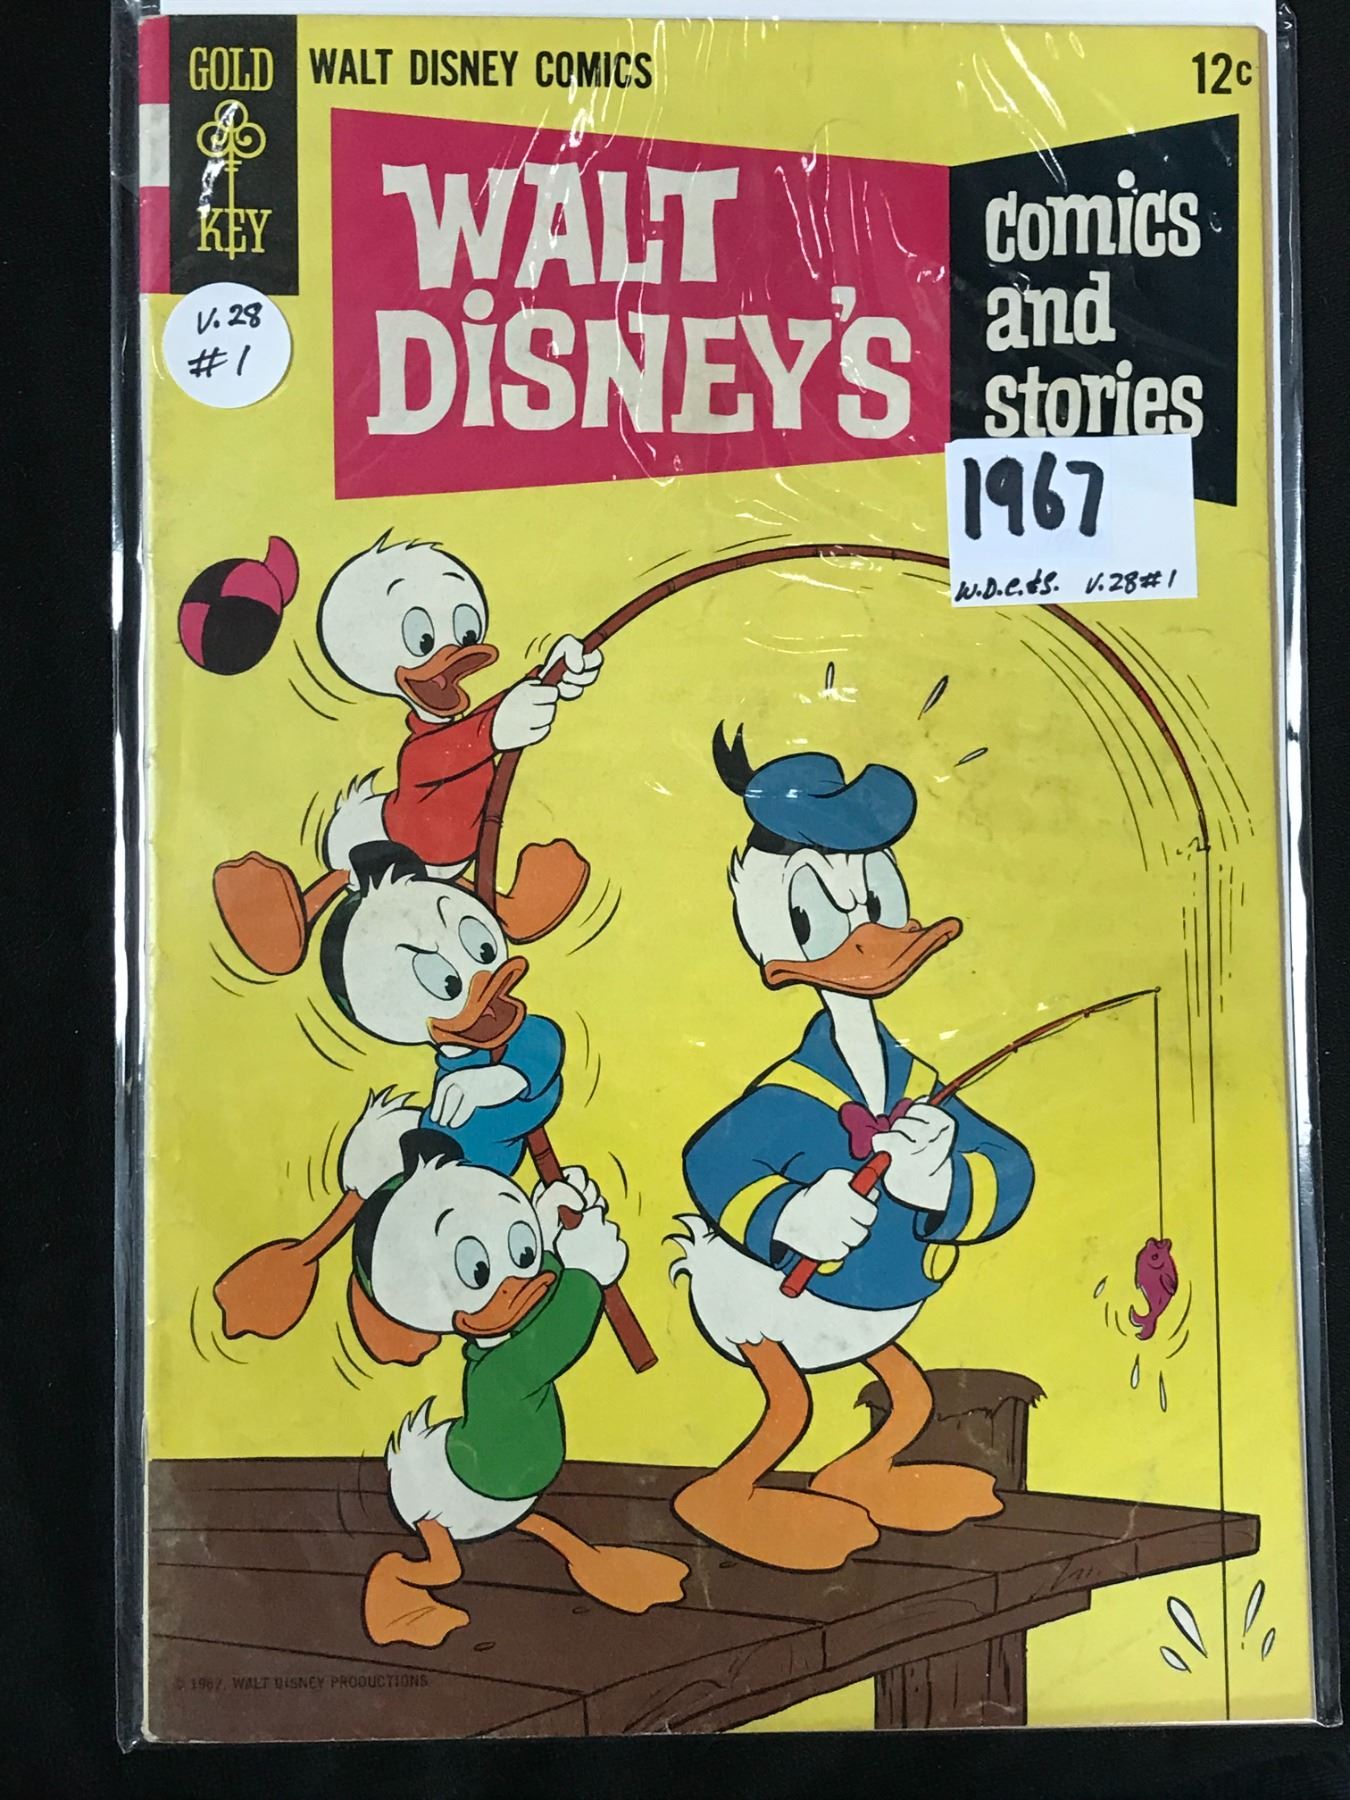 GOLD
KEY
WALT DISNEY COMICS
12c
WALT
DiSNEY'S
Comics
and
stories
V.28
#1
1967
W.D.C.&S. V.28#1
© 1967, WALT DISNEY PRODUCTIONS